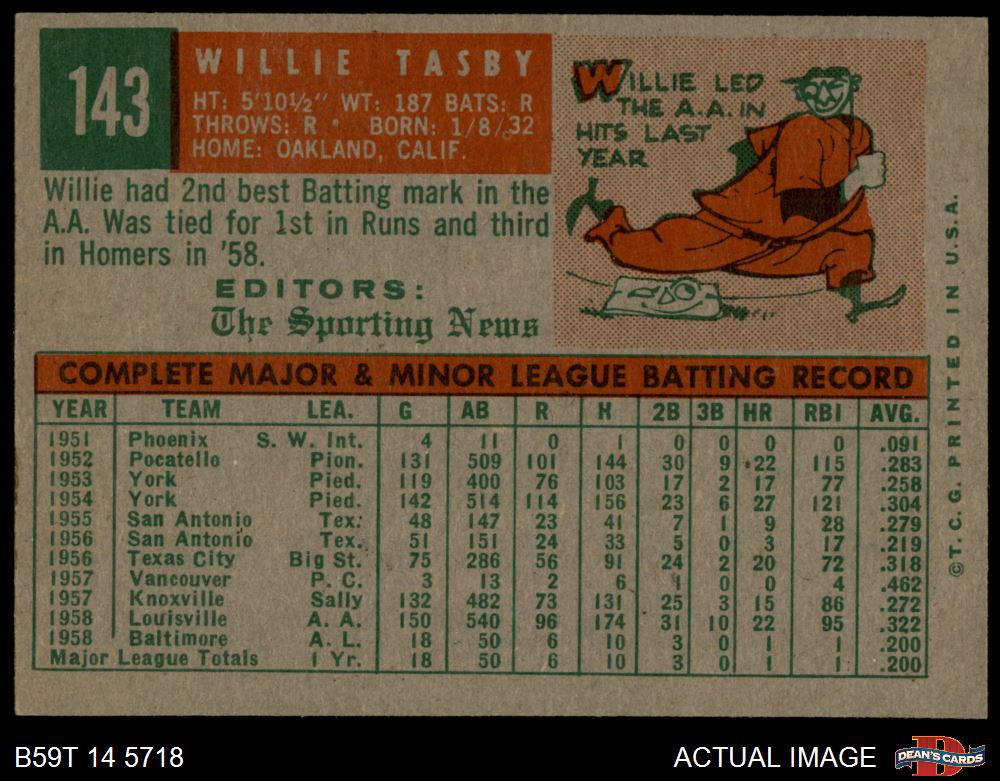 143
WILLIE TASBY
HT: 5'10½" WT: 187 BATS: R
THROWS: R • BORN: 1/8/32
HOME: OAKLAND, CALIF.
Willie had 2nd best Batting mark in the
A.A. Was tied for 1st in Runs and third
in Homers in '58.
EDITORS:
The Sporting News
WILLIE LED
THE A.A. IN
HITS LAST
YEAR
COMPLETE MAJOR & MINOR LEAGUE BATTING RECORD
YEAR TEAM LEA. G AB R H 2B 3B HR RBI AVG.
1951 Phoenix S. W. Int. 4 11 0 1 0 0 0 0 .091
1952 Pocatello Pion. 131 509 101 144 30 9 22 115 .283
1953 York Pied. 119 400 76 103 17 2 17 77 .258
1954 York Pied. 142 514 114 156 23 6 27 121 .304
1955 San Antonio Tex. 48 147 23 41 7 1 9 28 .279
1956 San Antonio Tex. 51 151 24 33 5 0 3 17 .219
1956 Texas City Big St. 75 286 56 91 24 2 20 72 .318
1957 Vancouver P. C. 3 13 2 6 1 0 0 4 .462
1957 Knoxville Sally 132 482 73 131 25 3 15 86 .272
1958 Louisville A. A. 150 540 96 174 31 10 22 95 .322
1958 Baltimore A. L. 18 50 6 10 3 0 1 1 .200
Major League Totals 1 Yr. 18 50 6 10 3 0 1 1 .200
©T. C. G. PRINTED IN U.S.A.
B59T 14 5718
ACTUAL IMAGE
D
DEAN'S CARDS